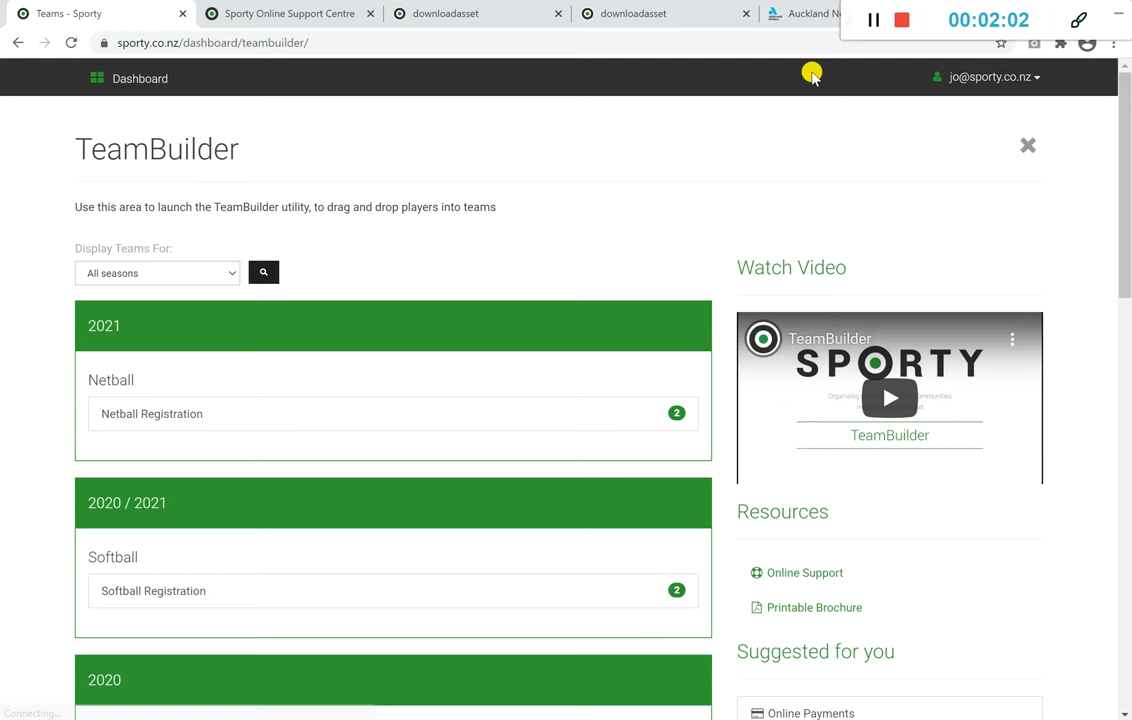 Teams - Sporty
Sporty Online Support Centre
downloadasset
downloadasset
Auckland Ne
00:02:02
sporty.co.nz/dashboard/teambuilder/
Dashboard
jo@sporty.co.nz
TeamBuilder
Use this area to launch the TeamBuilder utility, to drag and drop players into teams
Display Teams For:
All seasons
2021
Netball
Netball Registration
2
2020 / 2021
Softball
Softball Registration
2
2020
Watch Video
TeamBuilder
SPORTY
TeamBuilder
Resources
Online Support
Printable Brochure
Suggested for you
Online Payments
Connecting...